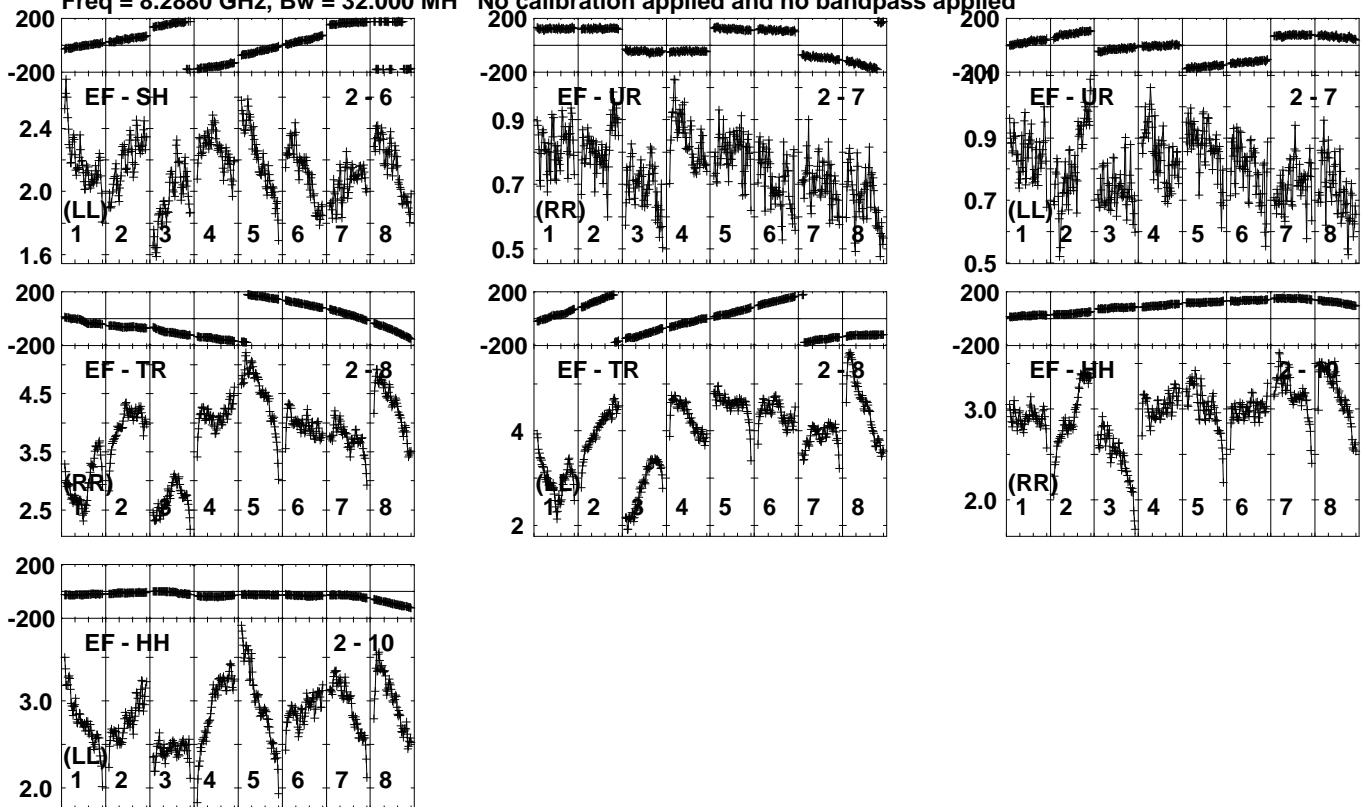 Freq = 8.2880 GHz, Bw = 32.000 MH No calibration applied and no bandpass applied
200
-200
EF - SH 2 - 6
2.4
2.0
(LL)
1 2 3 4 5 6 7 8
1.6
200
-200
EF - UR 2 - 7
0.9
0.7
(RR)
1 2 3 4 5 6 7 8
0.5
200
-200
EF - UR 2 - 7
0.9
0.7
(LL)
1 2 3 4 5 6 7 8
0.5
200
-200
EF - TR 2 - 8
4.5
3.5
(RR)
2 3 4 5 6 7 8
2.5
200
-200
EF - TR 2 - 8
4
(LL)
1 2 3 4 5 6 7 8
2
200
-200
EF - HH 2 - 10
3.0
(RR)
2.0
1 2 3 4 5 6 7 8
200
-200
EF - HH 2 - 10
3.0
(LL)
1 2 3 4 5 6 7 8
2.0